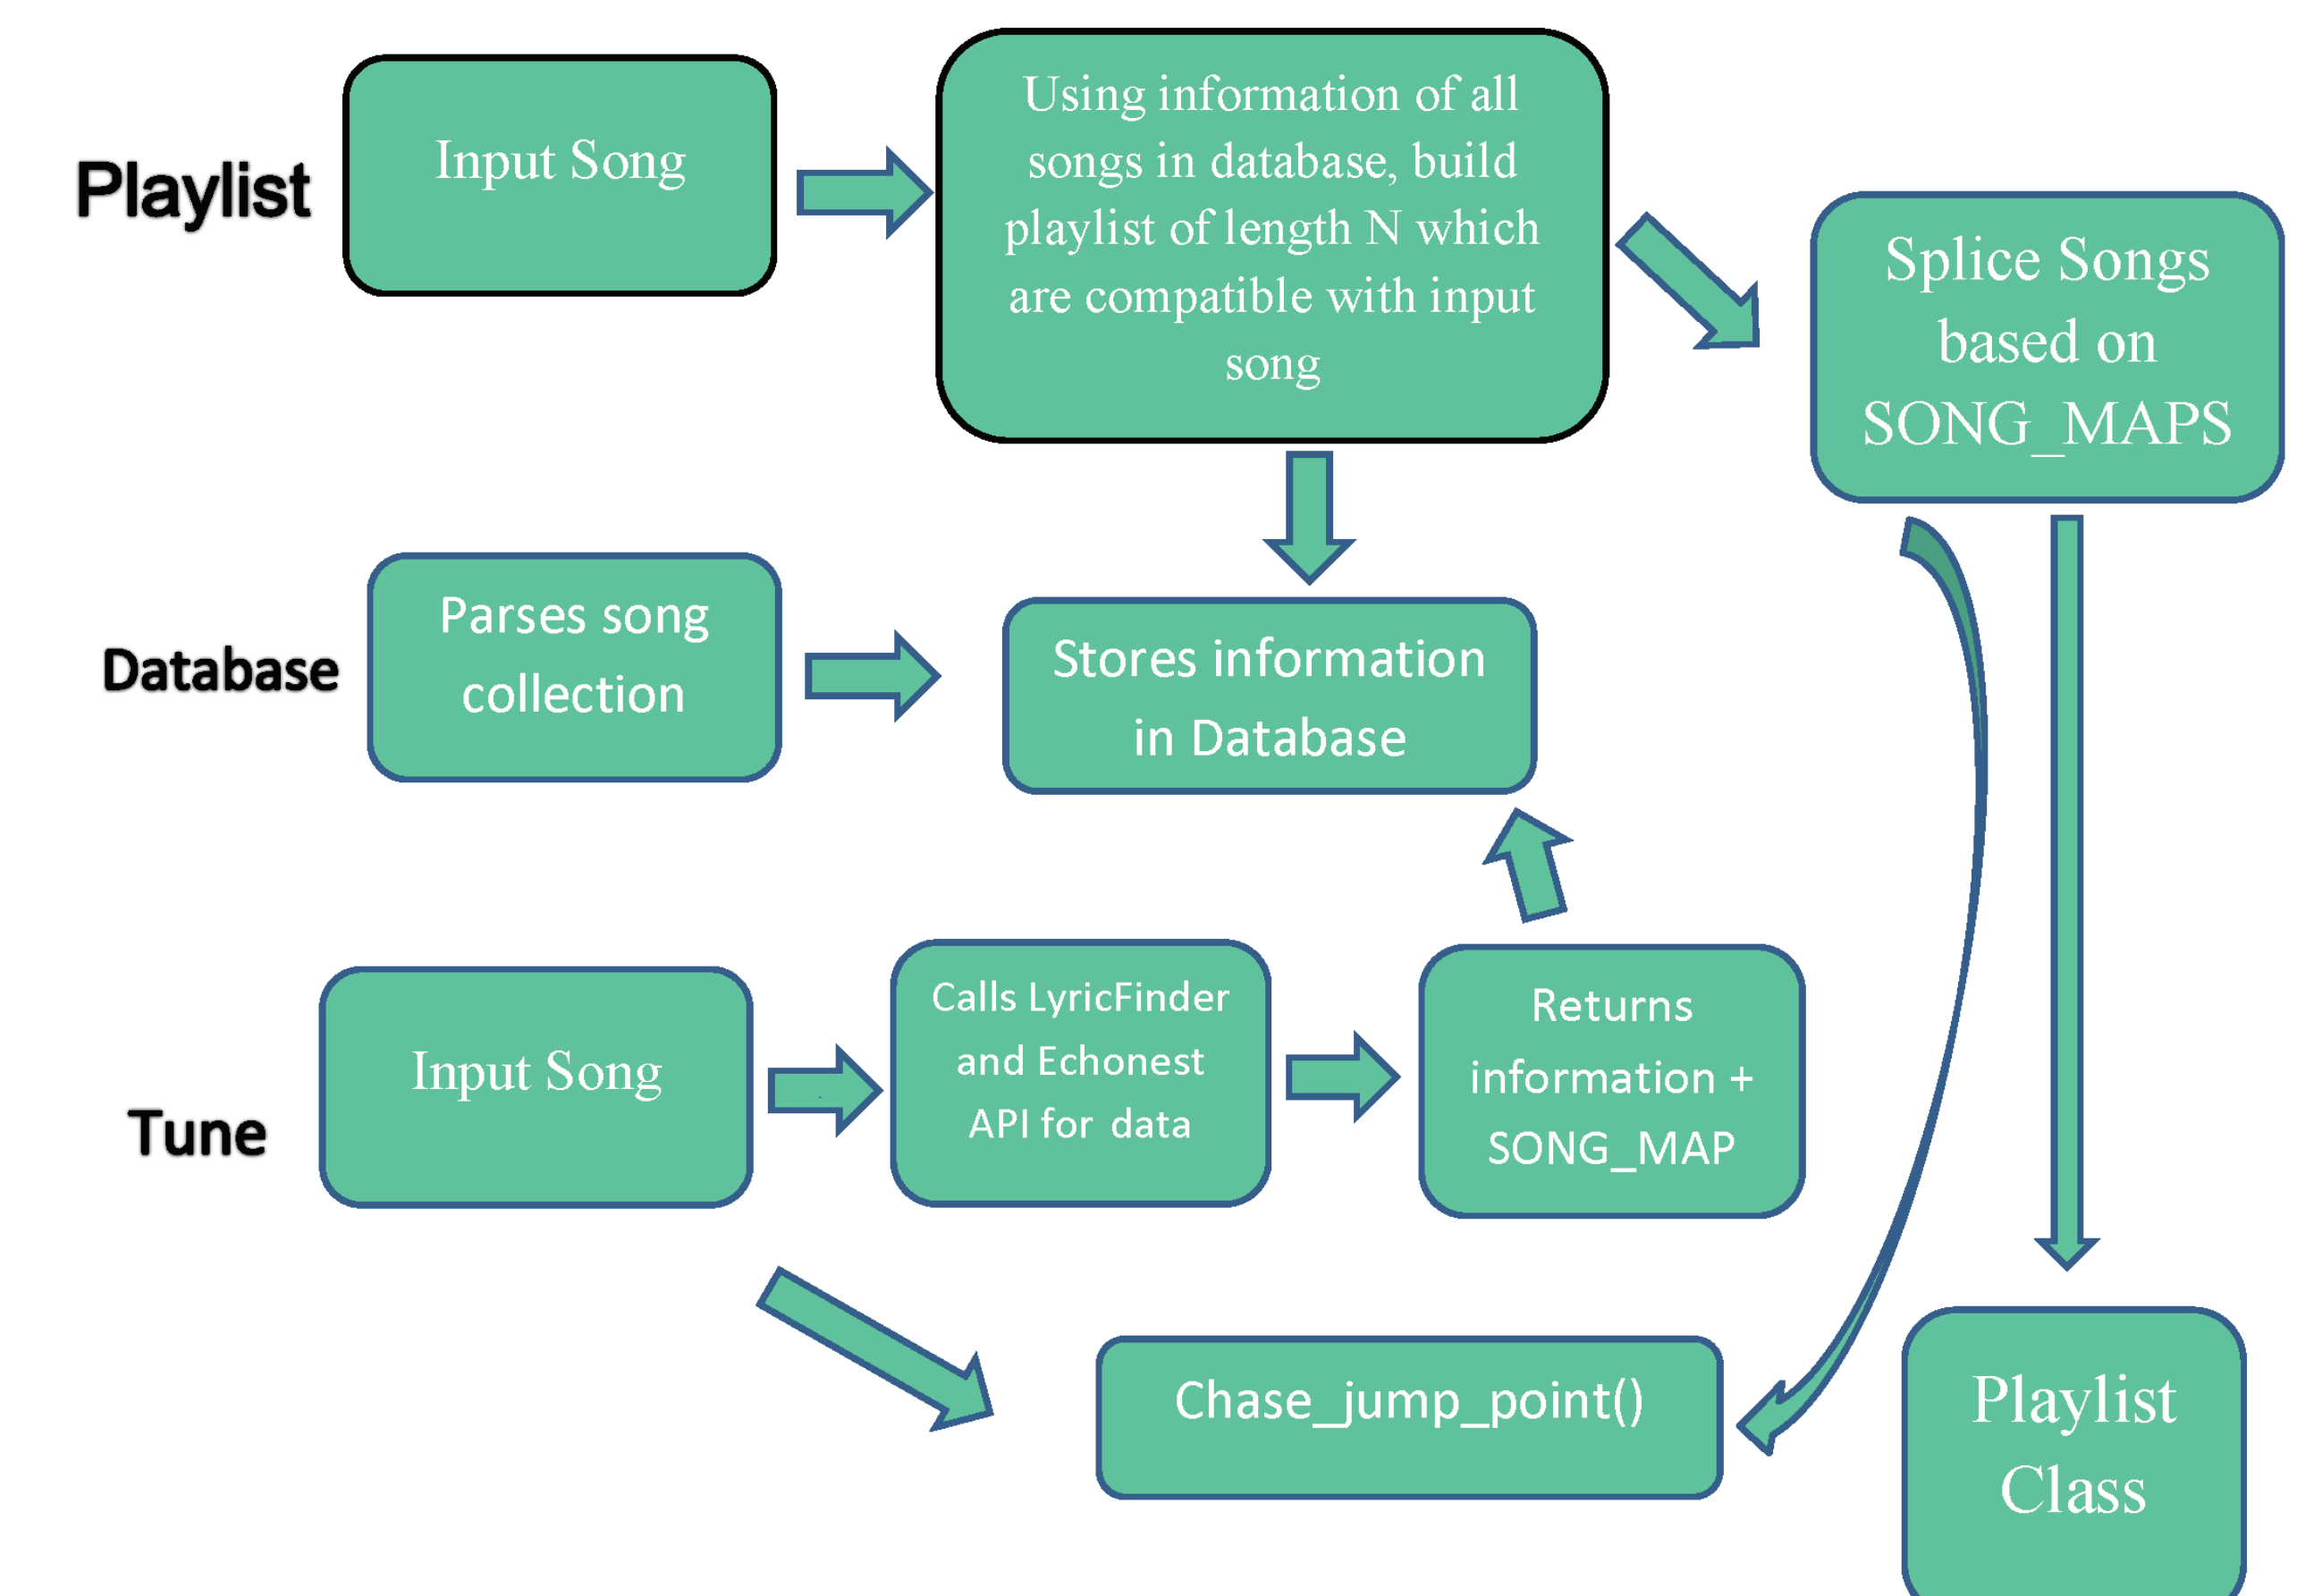 Playlist
Input Song
Using information of all
songs in database, build
playlist of length N which
are compatible with input
song
Splice Songs
based on
SONG_MAPS
Database
Parses song
collection
Stores information
in Database
Tune
Input Song
Calls LyricFinder
and Echonest
API for data
Returns
information +
SONG_MAP
Chase_jump_point()
Playlist
Class